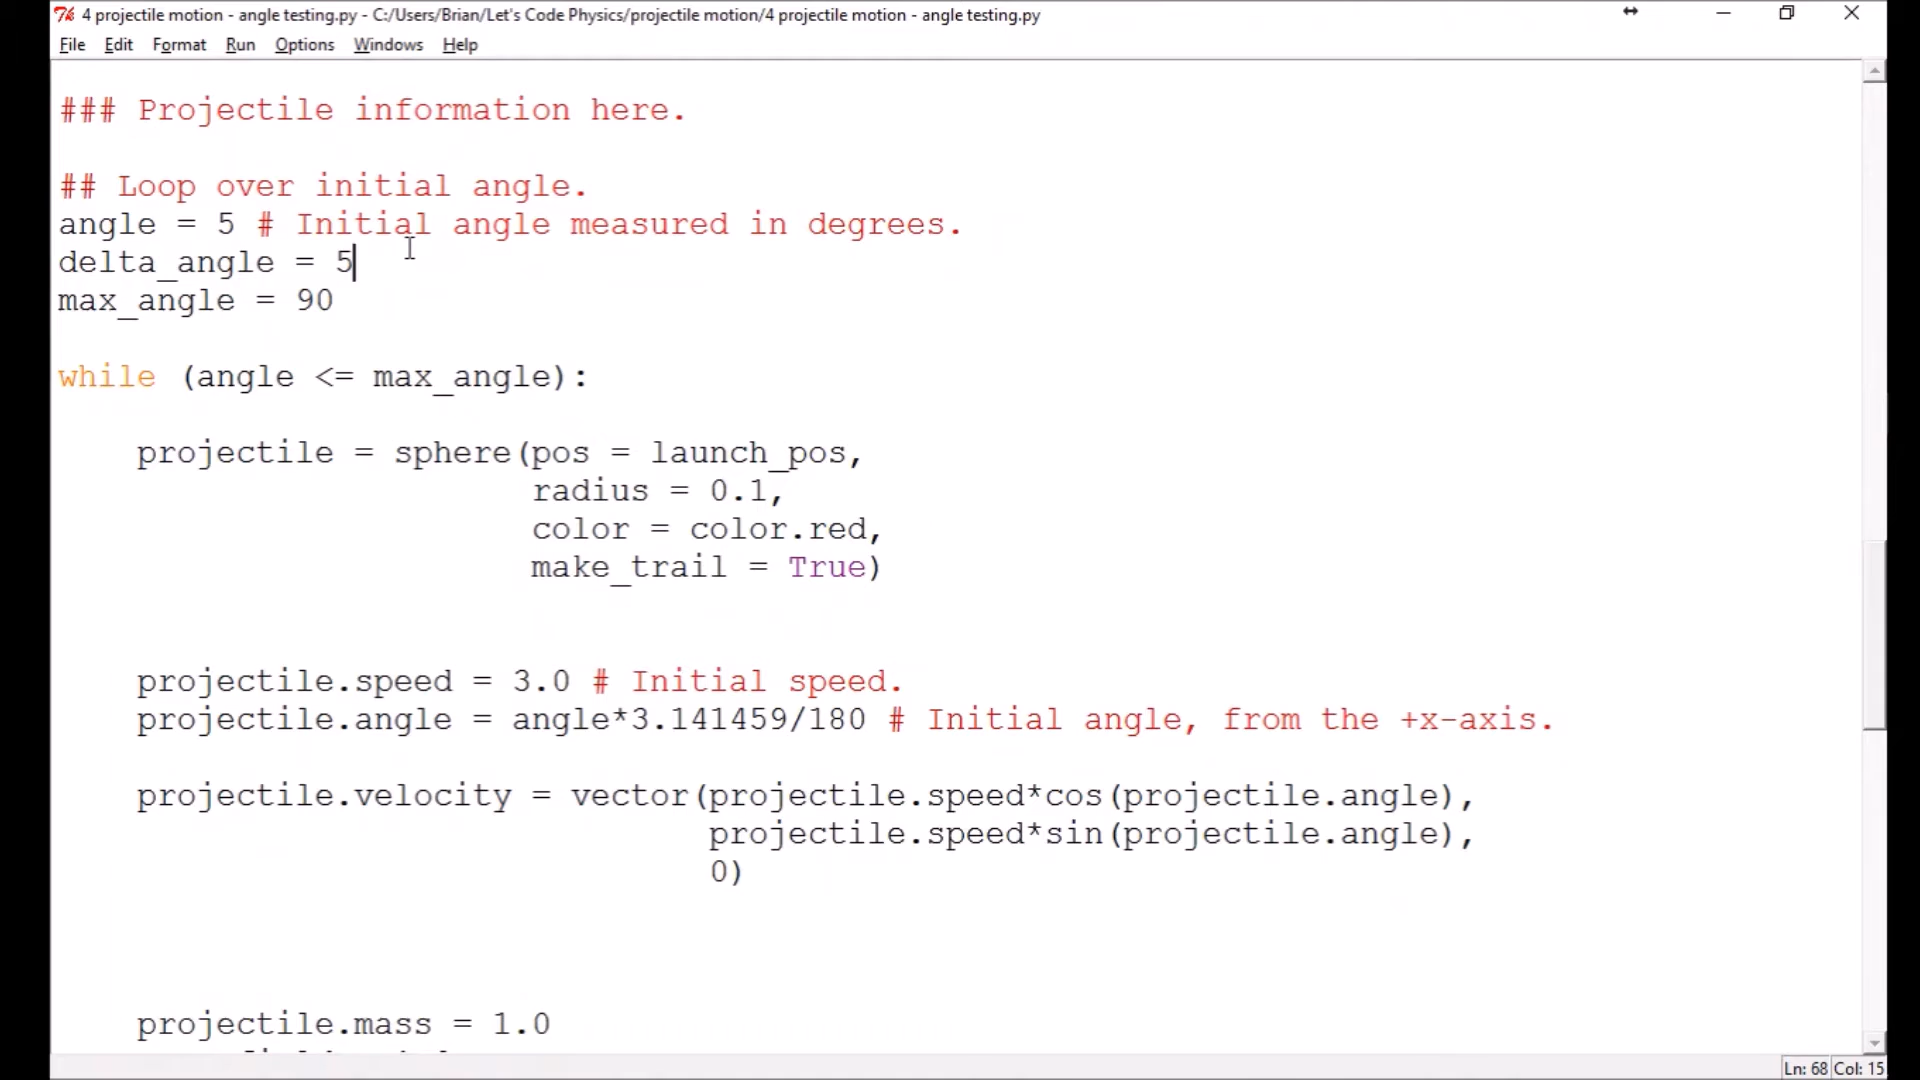 4 projectile motion - angle testing.py - C:/Users/Brian/Let's Code Physics/projectile motion/4 projectile motion - angle testing.py
File Edit Format Run Options Windows Help
### Projectile information here.
## Loop over initial angle.
angle = 5 # Initial angle measured in degrees.
delta_angle = 5
max_angle = 90
while (angle <= max_angle):
projectile = sphere(pos = launch_pos,
radius = 0.1,
color = color.red,
make_trail = True)
projectile.speed = 3.0 # Initial speed.
projectile.angle = angle*3.141459/180 # Initial angle, from the +x-axis.
projectile.velocity = vector(projectile.speed*cos(projectile.angle),
projectile.speed*sin(projectile.angle),
0)
projectile.mass = 1.0
Ln: 68 Col: 15